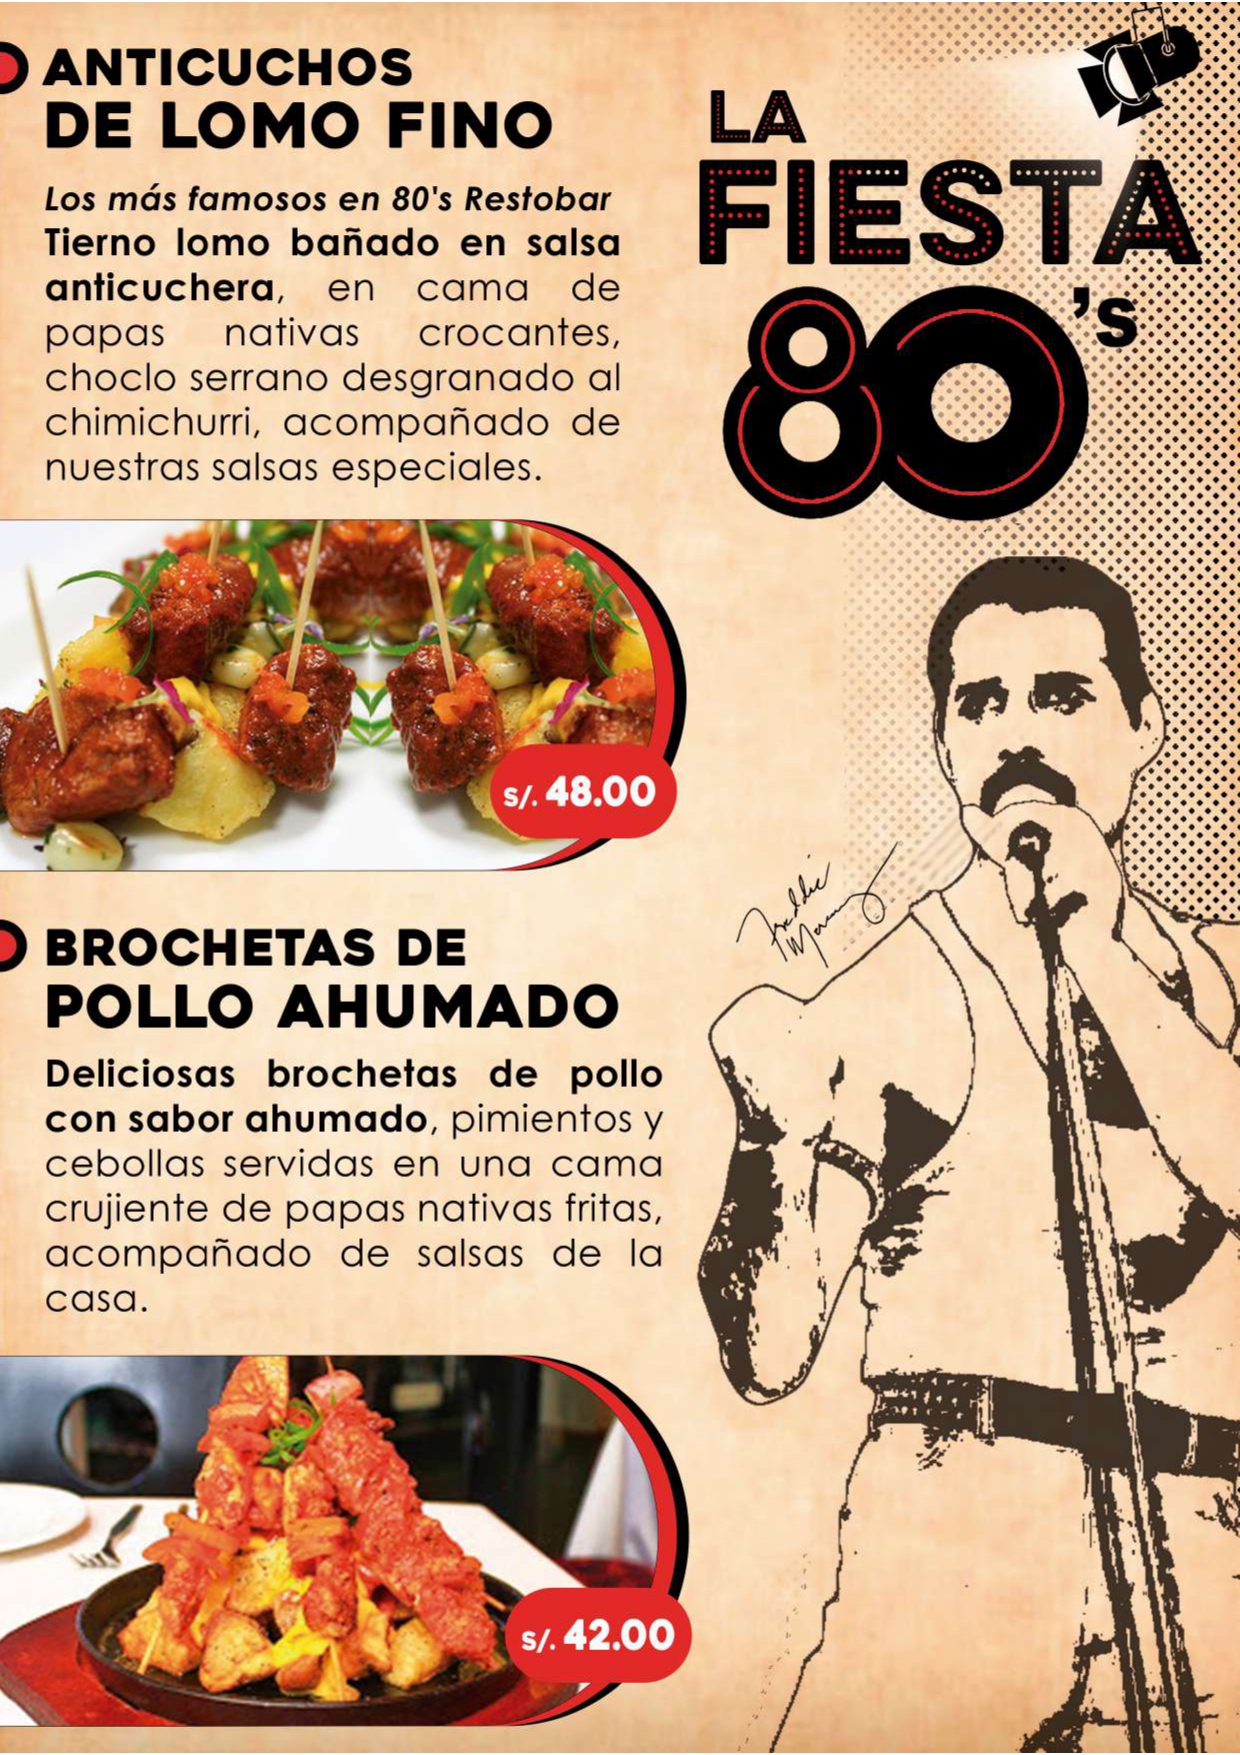 ANTICUCHOS
DE LOMO FINO
Los más famosos en 80's Restobar
Tierno lomo bañado en salsa
anticuchera, en cama de
papas nativas crocantes,
choclo serrano desgranado al
chimichurri, acompañado de
nuestras salsas especiales.
S/. 48.00
BROCHETAS DE
POLLO AHUMADO
Deliciosas brochetas de pollo
con sabor ahumado, pimientos y
cebollas servidas en una cama
crujiente de papas nativas fritas,
acompañado de salsas de la
casa.
S/. 42.00
LA
FIESTA
80's
Freddie
Mercury